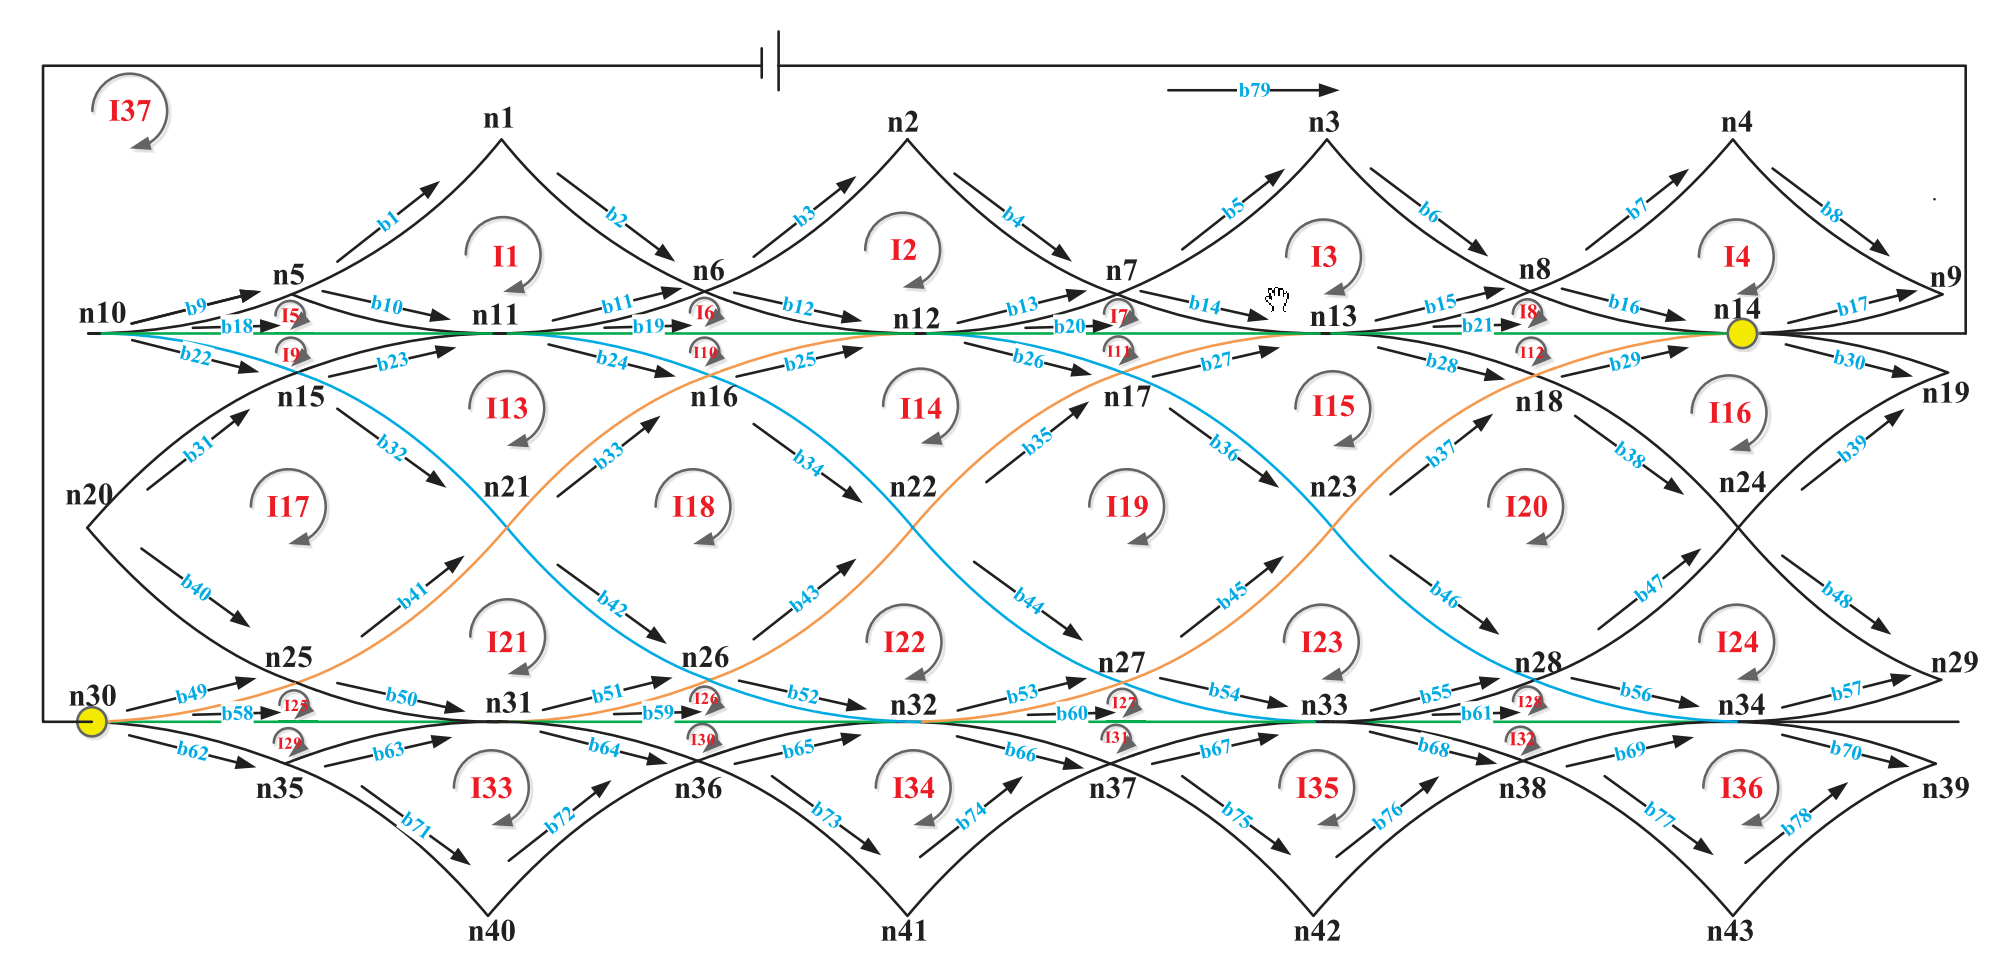 b79
I37
n1 n2 n3 n4
b1 b2 b3 b4 b5 b6 b7 b8
I1 I2 I3 I4
n5 n6 n7 n8 n9
n10 b9 b10 n11 b11 b12 n12 b13 b14 n13 b15 b16 n14 b17
b18 I5 b19 I6 b20 I7 b21 I8
b22 I9 b23 b24 I10 b25 b26 I11 b27 b28 I12 b29 b30
n15 n16 n17 n18 n19
I13 I14 I15 I16
b31 b32 b33 b34 b35 b36 b37 b38 b39
n20 n21 n22 n23 n24
I17 I18 I19 I20
b40 b41 b42 b43 b44 b45 b46 b47 b48
I21 I22 I23 I24
n25 n26 n27 n28 n29
n30 b49 b50 n31 b51 b52 n32 b53 b54 n33 b55 b56 n34 b57
b58 I25 b59 I26 b60 I27 b61 I28
b62 I29 b63 b64 I30 b65 b66 I31 b67 b68 I32 b69 b70
n35 n36 n37 n38 n39
I33 I34 I35 I36
b71 b72 b73 b74 b75 b76 b77 b78
n40 n41 n42 n43